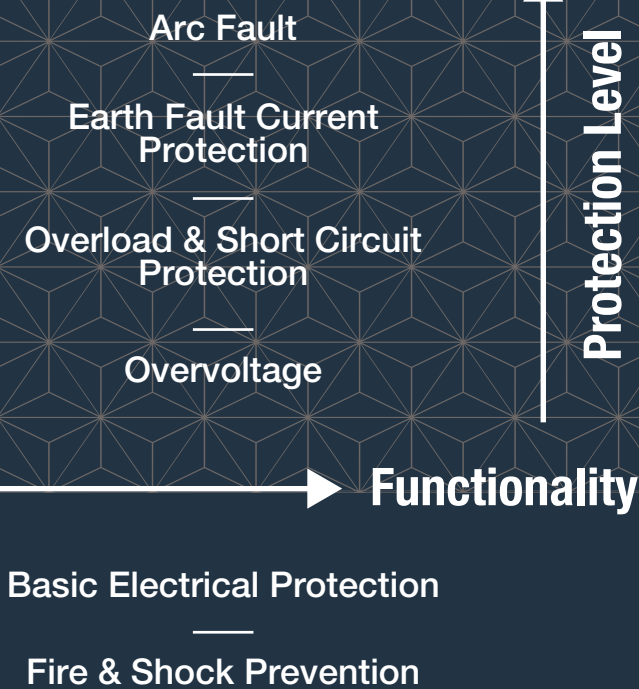 Arc Fault
Earth Fault Current
Protection
Overload & Short Circuit
Protection
Overvoltage
Protection Level
Functionality
Basic Electrical Protection
Fire & Shock Prevention